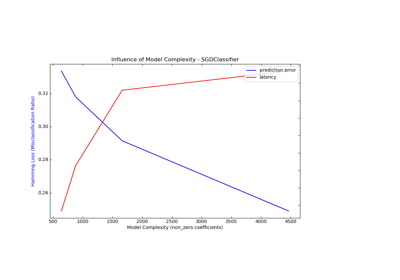 Influence of Model Complexity - SGDClassifier
prediction error
latency
0.32
0.30
0.28
0.26
Hamming Loss (Misclassification Ratio)
500 1000 1500 2000 2500 3000 3500 4000 4500
Model Complexity (non_zero coefficients)